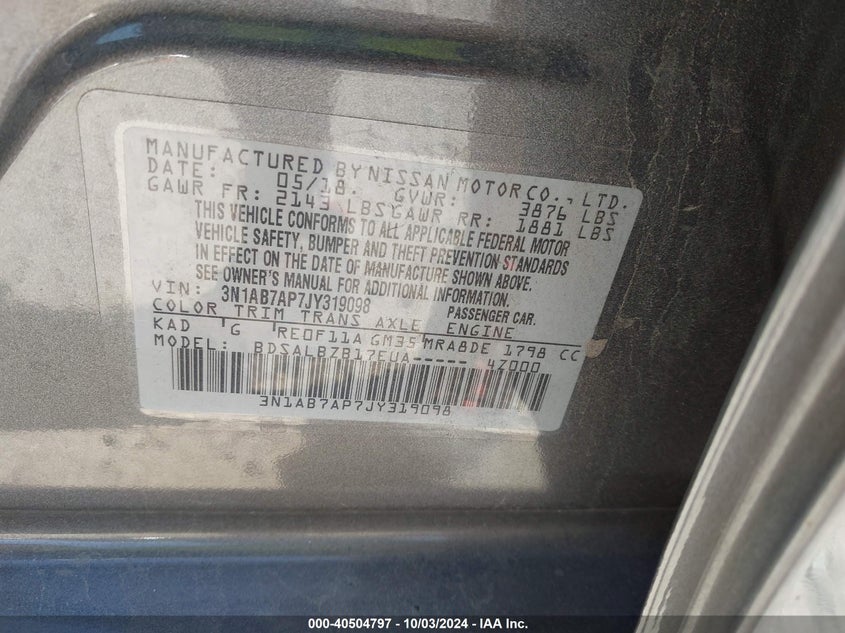 MANUFACTURED BY NISSAN MOTOR CO., LTD.
DATE: 05/18 GVWR: 3876 LBS
GAWR FR: 2143 LBS GAWR RR: 1881 LBS
THIS VEHICLE CONFORMS TO ALL APPLICABLE FEDERAL MOTOR
VEHICLE SAFETY, BUMPER AND THEFT PREVENTION STANDARDS
IN EFFECT ON THE DATE OF MANUFACTURE SHOWN ABOVE.
SEE OWNER'S MANUAL FOR ADDITIONAL INFORMATION.
VIN: 3N1AB7AP7JY319098 PASSENGER CAR.
COLOR TRIM TRANS AXLE ENGINE
KAD G RE0F11A GM35 MRA8DE 1798 CC
MODEL: BDSALBZB17EUA----- 4Z000
3N1AB7AP7JY319098
000-40504797 - 10/03/2024 - IAA Inc.